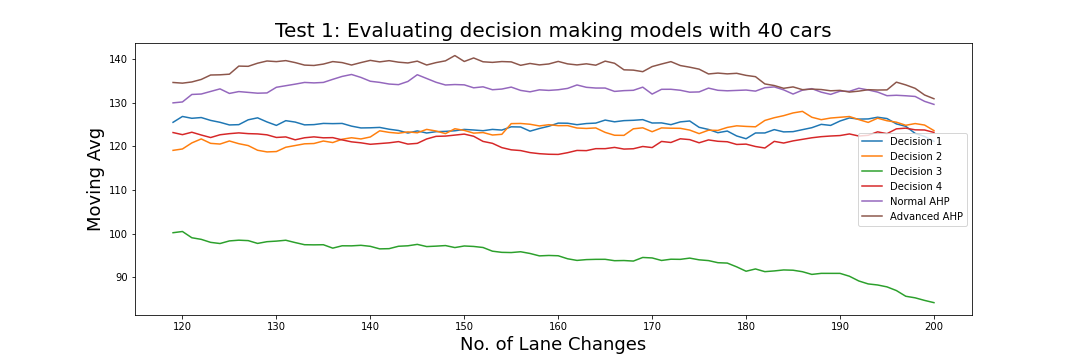 Test 1: Evaluating decision making models with 40 cars
Moving Avg
140
130
120
110
100
90
Decision 1
Decision 2
Decision 3
Decision 4
Normal AHP
Advanced AHP
120 130 140 150 160 170 180 190 200
No. of Lane Changes